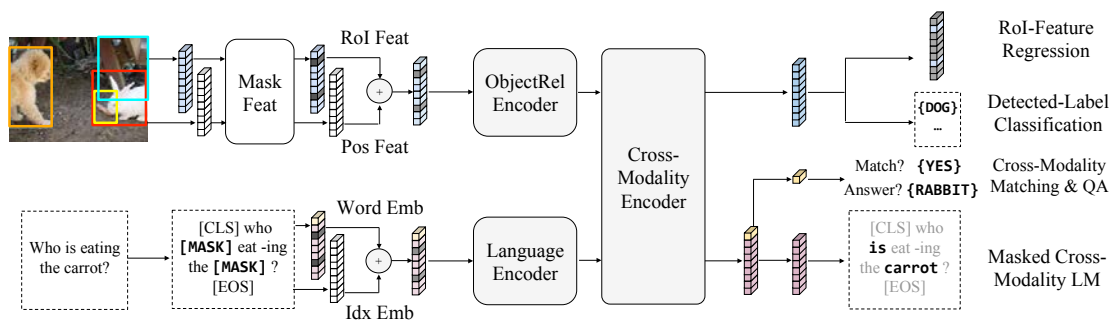 RoI Feat
Mask
Feat
Pos Feat
ObjectRel
Encoder
Cross-
Modality
Encoder
RoI-Feature
Regression
{DOG}
…
Detected-Label
Classification
Match? {YES}
Answer? {RABBIT}
Cross-Modality
Matching & QA
Who is eating
the carrot?
[CLS] who
[MASK] eat -ing
the [MASK] ?
[EOS]
Word Emb
Idx Emb
Language
Encoder
[CLS] who
is eat -ing
the carrot ?
[EOS]
Masked Cross-
Modality LM